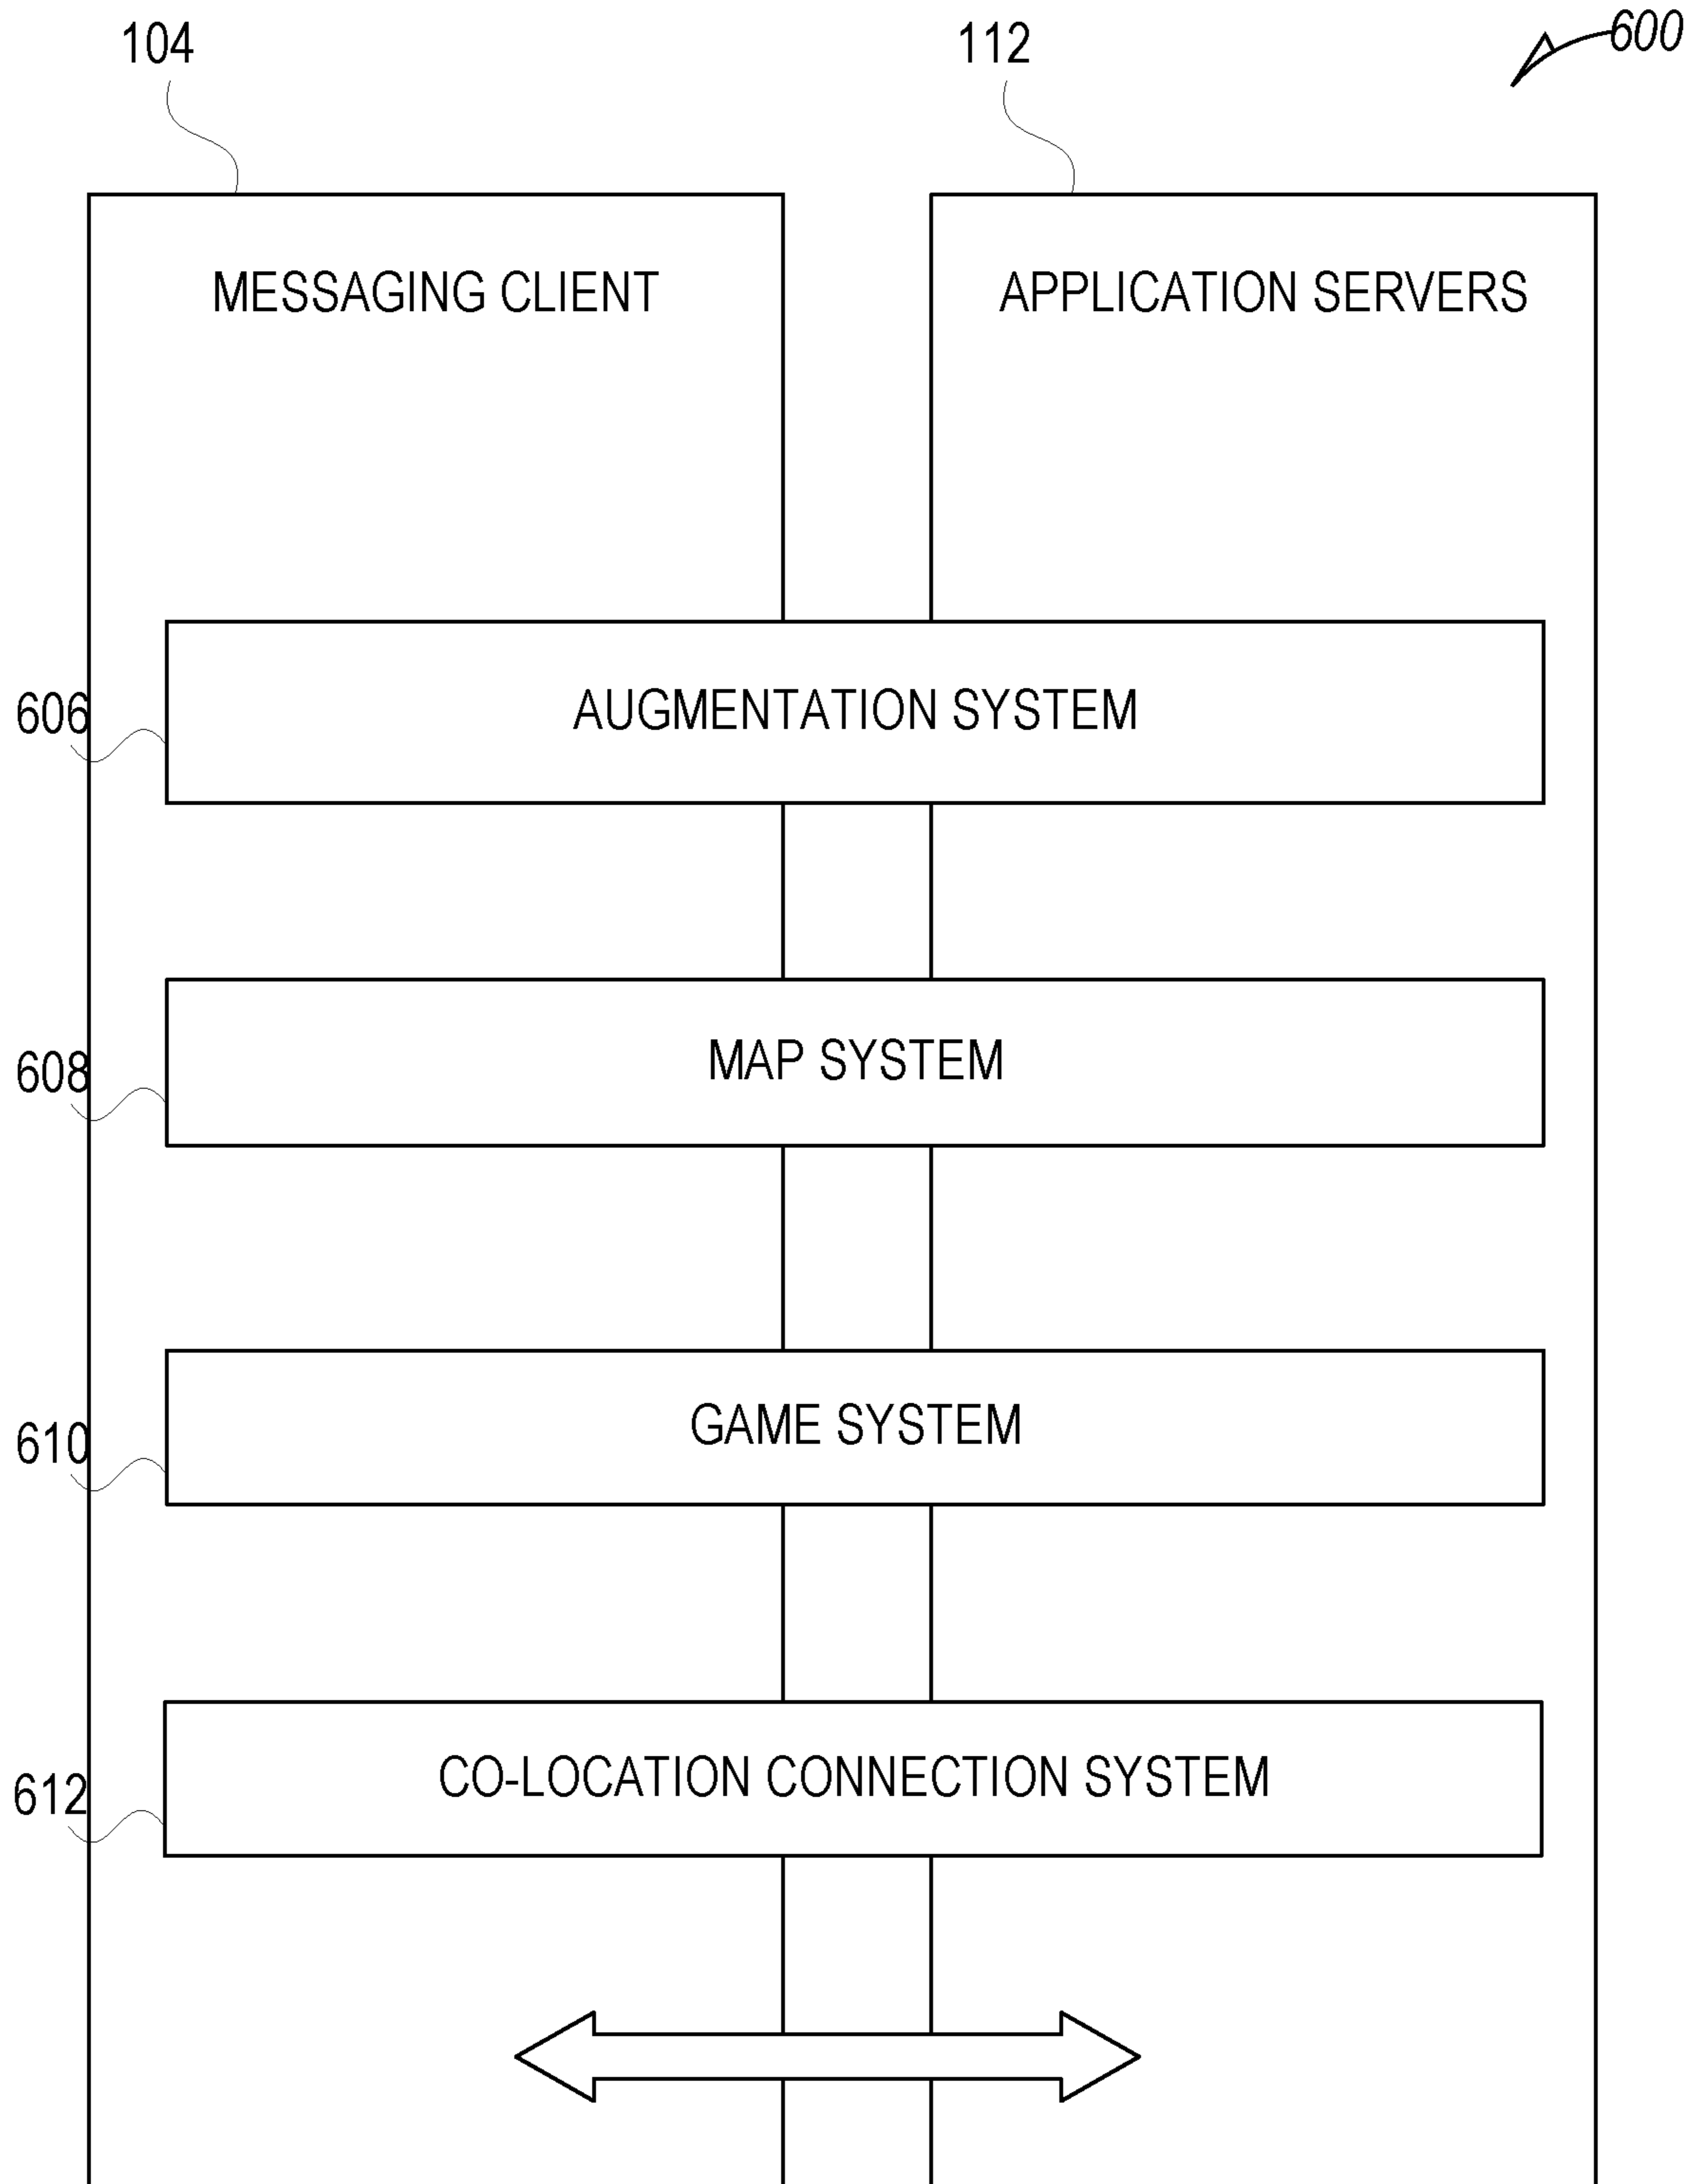 104
112
600
MESSAGING CLIENT
APPLICATION SERVERS
606
AUGMENTATION SYSTEM
608
MAP SYSTEM
610
GAME SYSTEM
612
CO-LOCATION CONNECTION SYSTEM